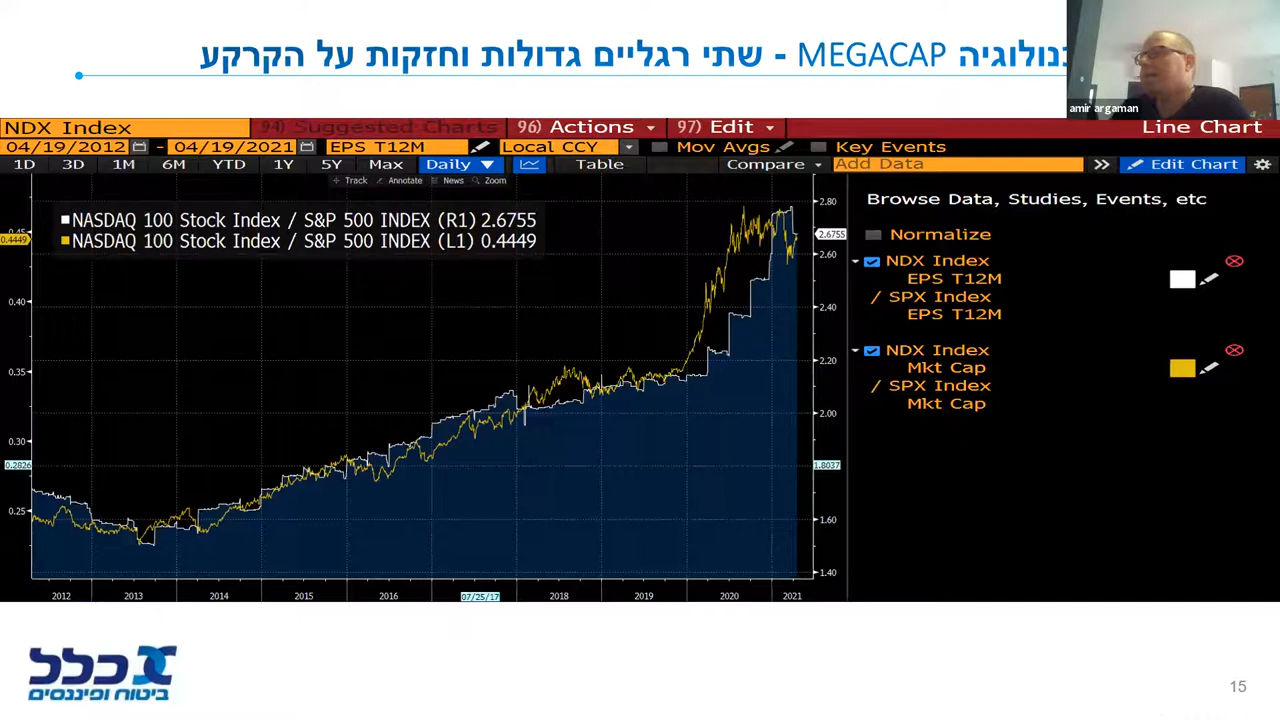 MEGACAP - שתי רגליים גדולות וחזקות על הקרקע
amir argaman
NDX Index
94) Suggested Charts
96) Actions
97) Edit
Line Chart
04/19/2012 - 04/19/2021
EPS T12M
Local CCY
Mov Avgs
Key Events
1D 3D 1M 6M YTD 1Y 5Y Max Daily
Table
Compare
Add Data
Edit Chart
Track Annotate News Zoom
Browse Data, Studies, Events, etc
NASDAQ 100 Stock Index / S&P 500 INDEX (R1) 2.6755
NASDAQ 100 Stock Index / S&P 500 INDEX (L1) 0.4449
Normalize
NDX Index
EPS T12M
/ SPX Index
EPS T12M
NDX Index
Mkt Cap
/ SPX Index
Mkt Cap
0.45
0.4449
0.40
0.35
0.30
0.2826
0.25
2.80
2.6755
2.60
2.40
2.20
2.00
1.8037
1.60
1.40
2012 2013 2014 2015 2016 07/25/17 2018 2019 2020 2021
כלל
ביטוח ופיננסים
15